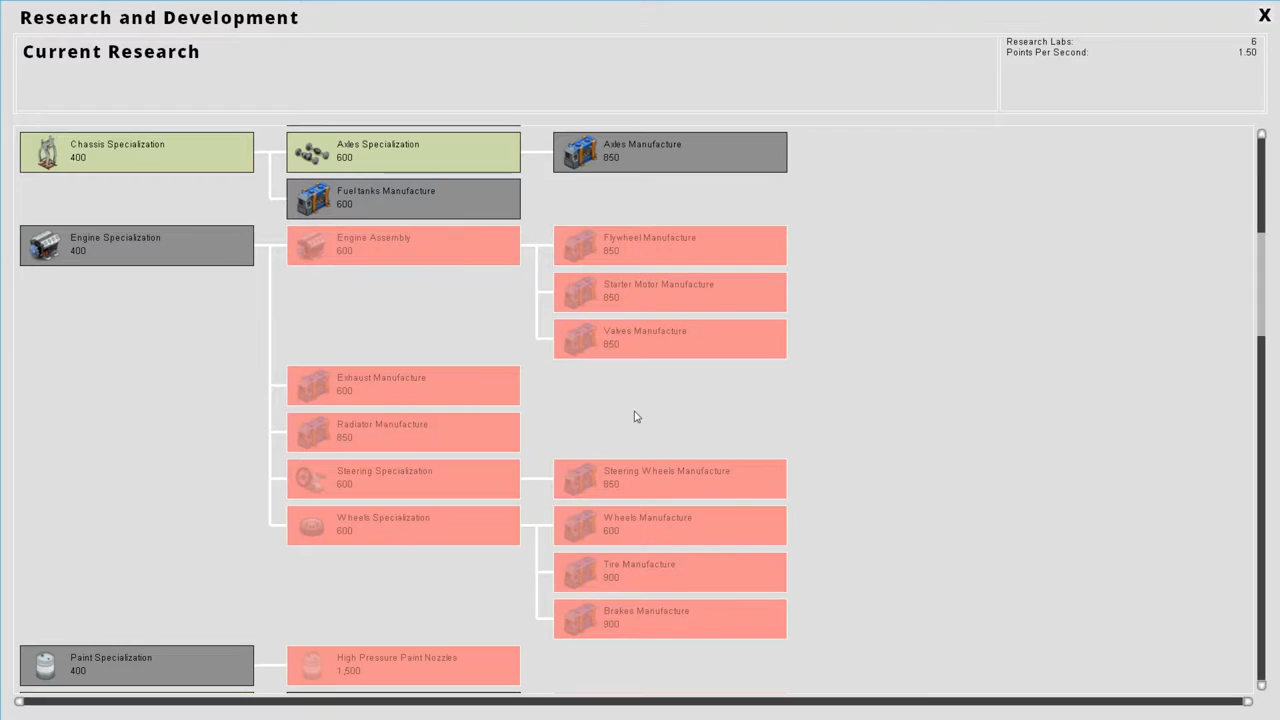 Research and Development
X
Current Research
Research Labs: 6
Points Per Second: 1.50
Chassis Specialization
400
Axles Specialization
600
Axles Manufacture
850
Fuel tanks Manufacture
600
Engine Specialization
400
Engine Assembly
600
Flywheel Manufacture
850
Starter Motor Manufacture
850
Valves Manufacture
850
Exhaust Manufacture
600
Radiator Manufacture
850
Steering Specialization
600
Steering Wheels Manufacture
850
Wheels Specialization
600
Wheels Manufacture
600
Tire Manufacture
900
Brakes Manufacture
900
Paint Specialization
400
High Pressure Paint Nozzles
1,500